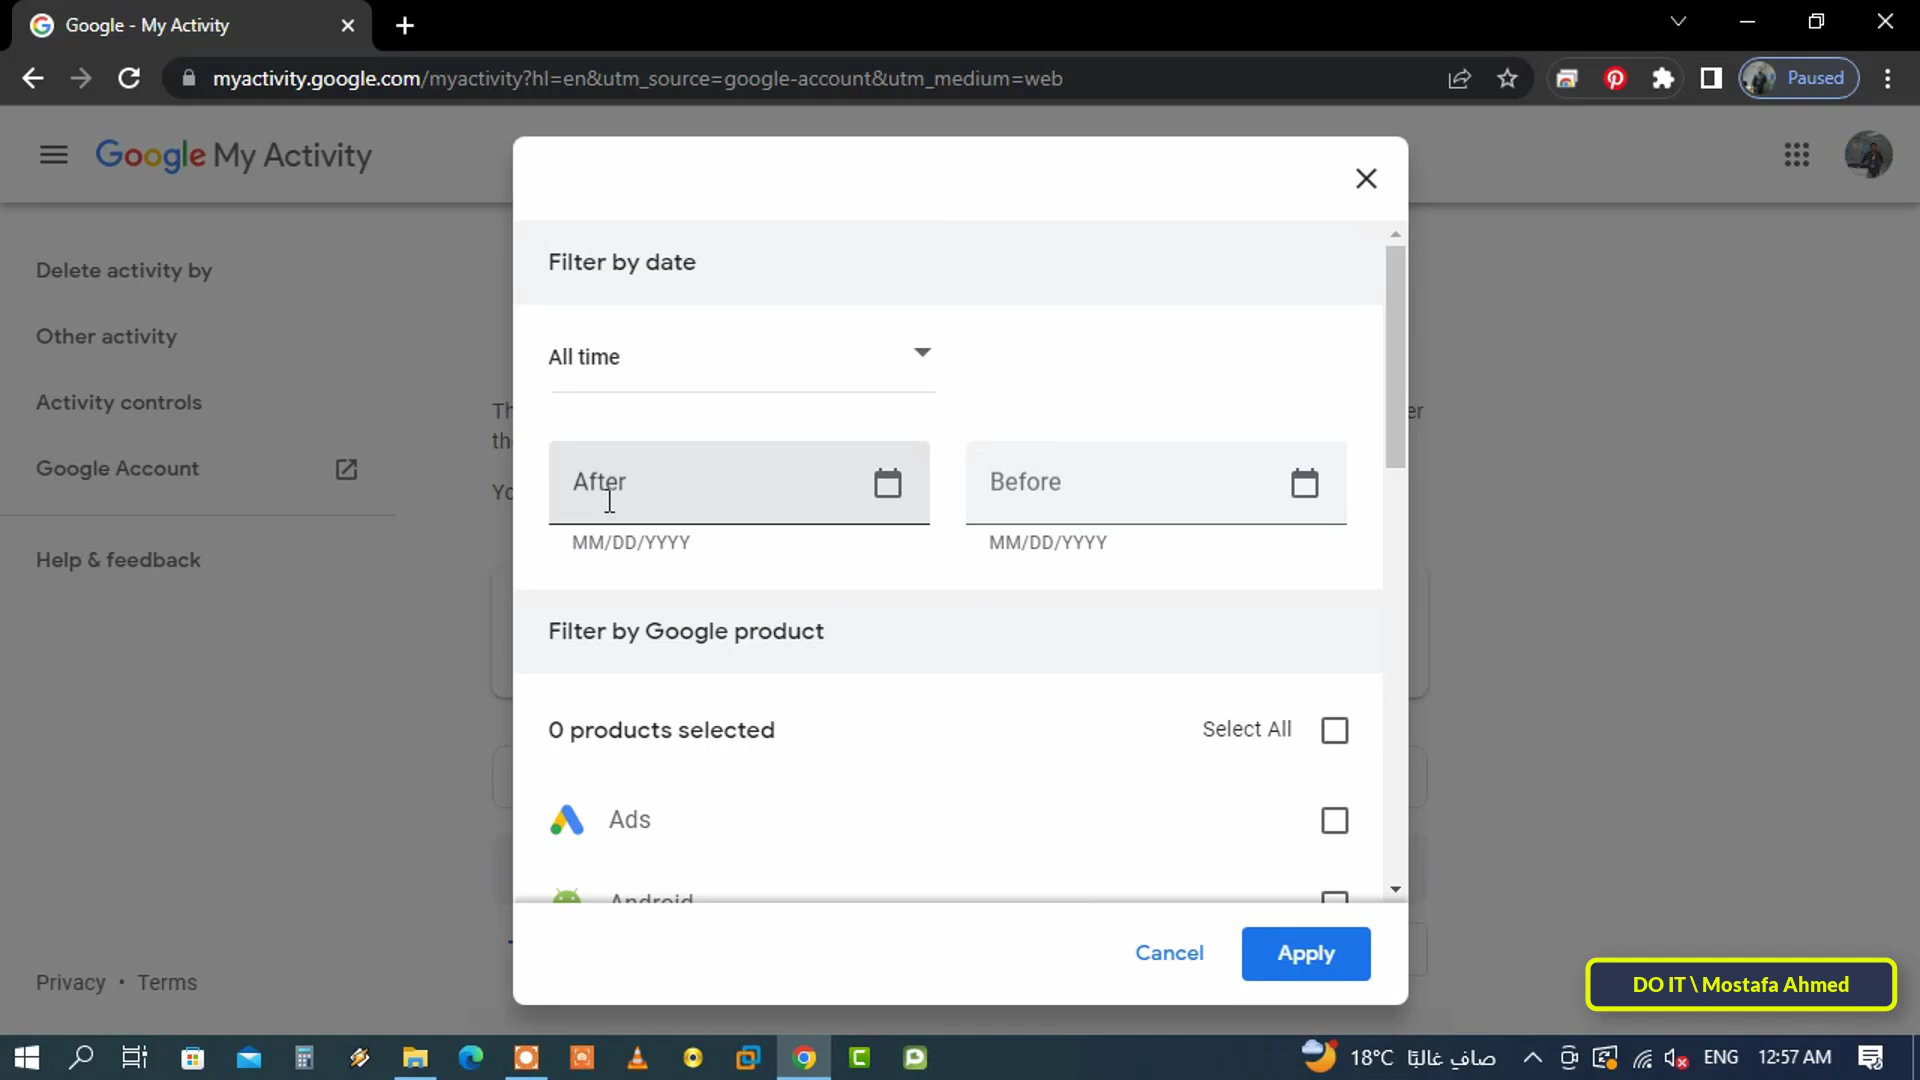 Google - My Activity
myactivity.google.com/myactivity?hl=en&utm_source=google-account&utm_medium=web
Paused
Google My Activity
Delete activity by
Other activity
Activity controls
Google Account
Help & feedback
Privacy • Terms
Filter by date
All time
After
Before
MM/DD/YYYY
MM/DD/YYYY
Filter by Google product
0 products selected
Select All
Ads
Android
Cancel
Apply
DO IT \ Mostafa Ahmed
18°C صافٍ غالبًا
ENG
12:57 AM